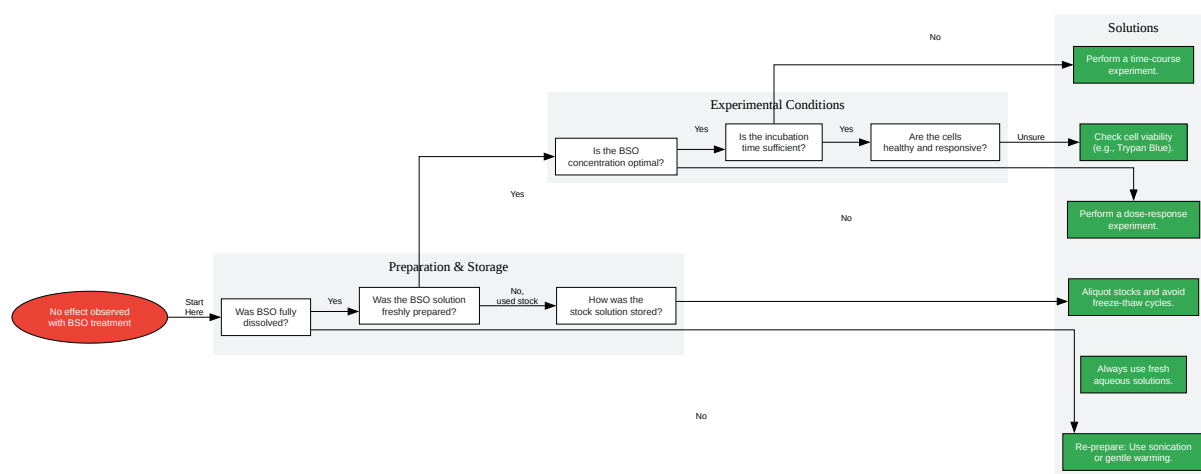 Solutions
No
Perform a time-course
experiment.
Experimental Conditions
Yes
Is the incubation
time sufficient?
Yes
Are the cells
healthy and responsive?
Unsure
Check cell viability
(e.g., Trypan Blue).
Is the BSO
concentration optimal?
Yes
No
Perform a dose-response
experiment.
Preparation & Storage
No effect observed
with BSO treatment
Start
Here
Was BSO fully
dissolved?
Yes
Was the BSO solution
freshly prepared?
No,
used stock
How was the
stock solution stored?
Aliquot stocks and avoid
freeze-thaw cycles.
Always use fresh
aqueous solutions.
No
Re-prepare: Use sonication
or gentle warming.